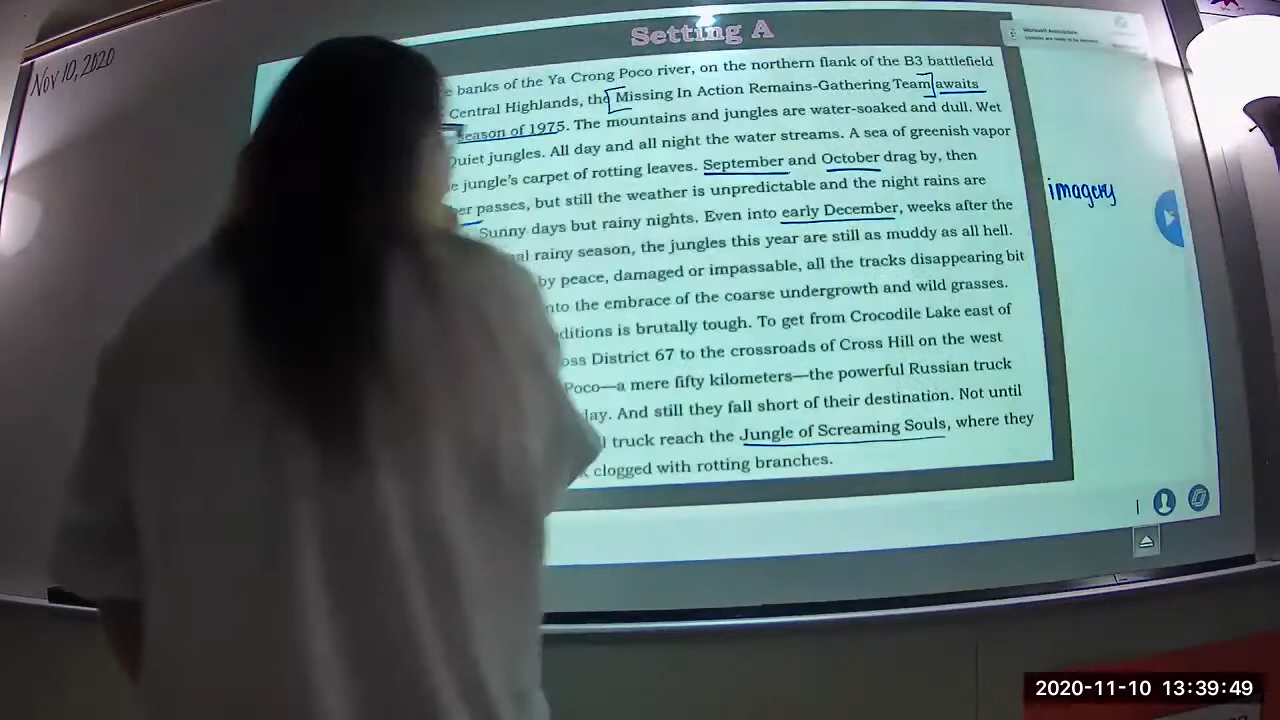 Nov 10, 2020
Setting A
banks of the Ya Crong Poco river, on the northern flank of the B3 battlefield
Central Highlands, the [Missing In Action Remains-Gathering Team] awaits
season of 1975. The mountains and jungles are water-soaked and dull. Wet
Quiet jungles. All day and all night the water streams. A sea of greenish vapor
jungle's carpet of rotting leaves. September and October drag by, then
passes, but still the weather is unpredictable and the night rains are
Sunny days but rainy nights. Even into early December, weeks after the
rainy season, the jungles this year are still as muddy as all hell.
by peace, damaged or impassable, all the tracks disappearing bit
into the embrace of the coarse undergrowth and wild grasses.
is brutally tough. To get from Crocodile Lake east of
District 67 to the crossroads of Cross Hill on the west
Poco—a mere fifty kilometers—the powerful Russian truck
And still they fall short of their destination. Not until
truck reach the Jungle of Screaming Souls, where they
clogged with rotting branches.
imagery
2020-11-10 13:39:49